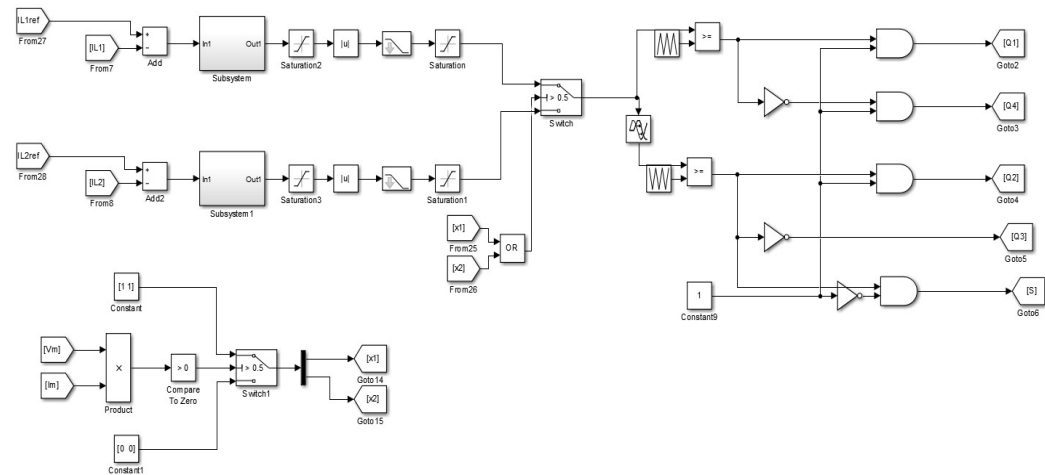 IL1ref
From27
[IL1]
From7
+
−
Add
In1
Out1
Subsystem
Saturation2
|u|
Saturation
> 0.5
Switch
>=
[Q1]
Goto2
[Q4]
Goto3
IL2ref
From28
[IL2]
From8
+
−
Add2
In1
Out1
Subsystem1
Saturation3
|u|
Saturation1
>=
[Q2]
Goto4
[x1]
From25
[x2]
From26
OR
[Q3]
Goto5
1
Constant9
[S]
Goto6
[1 1]
Constant
[Vm]
[Im]
×
Product
> 0
Compare
To Zero
> 0.5
Switch1
[x1]
Goto14
[x2]
Goto15
[0 0]
Constant1